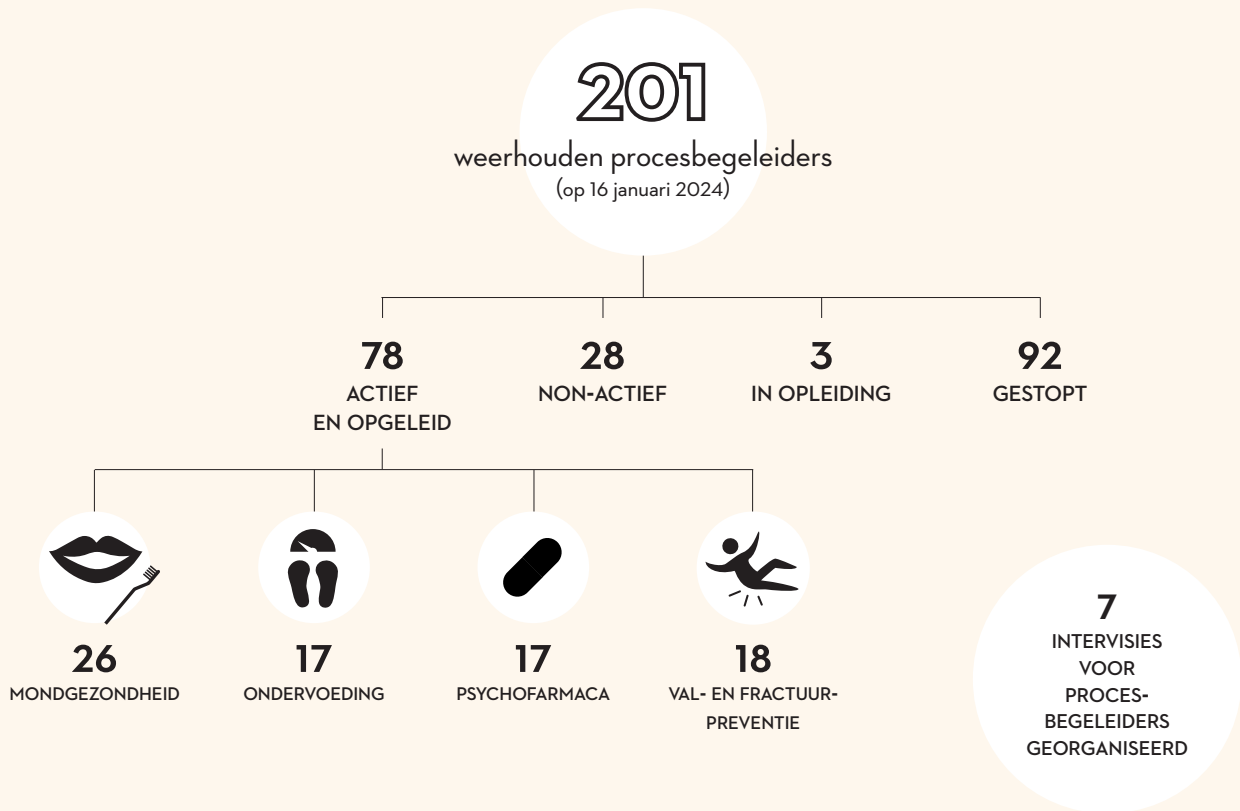 201
weerhouden procesbegeleiders
(op 16 januari 2024)
78
ACTIEF
EN OPGELEID
28
NON-ACTIEF
3
IN OPLEIDING
92
GESTOPT
26
MONDGEZONDHEID
17
ONDERVOEDING
17
PSYCHOFARMACA
18
VAL- EN FRACTUUR-
PREVENTIE
7
INTERVISIES
VOOR
PROCES-
BEGELEIDERS
GEORGANISEERD